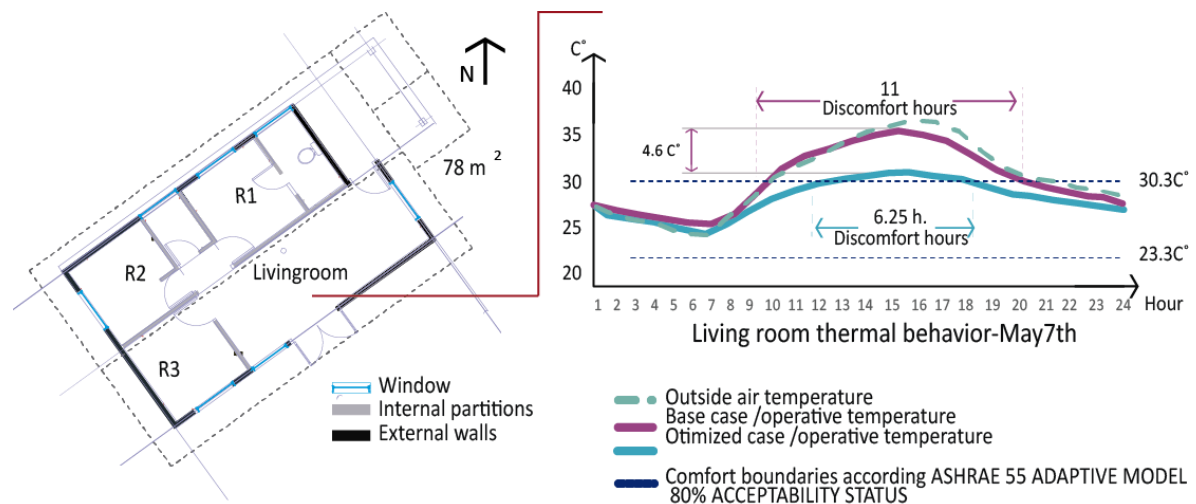 N
78 m 2
R1
R2
Livingroom
R3
Window
Internal partitions
External walls
C°
40
35
30
25
20
11
Discomfort hours
4.6 C°
30.3C°
6.25 h.
Discomfort hours
23.3C°
1 2 3 4 5 6 7 8 9 10 11 12 13 14 15 16 17 18 19 20 21 22 23 24 Hour
Living room thermal behavior-May7th
Outside air temperature
Base case /operative temperature
Otimized case /operative temperature
Comfort boundaries according ASHRAE 55 ADAPTIVE MODEL
80% ACCEPTABILITY STATUS